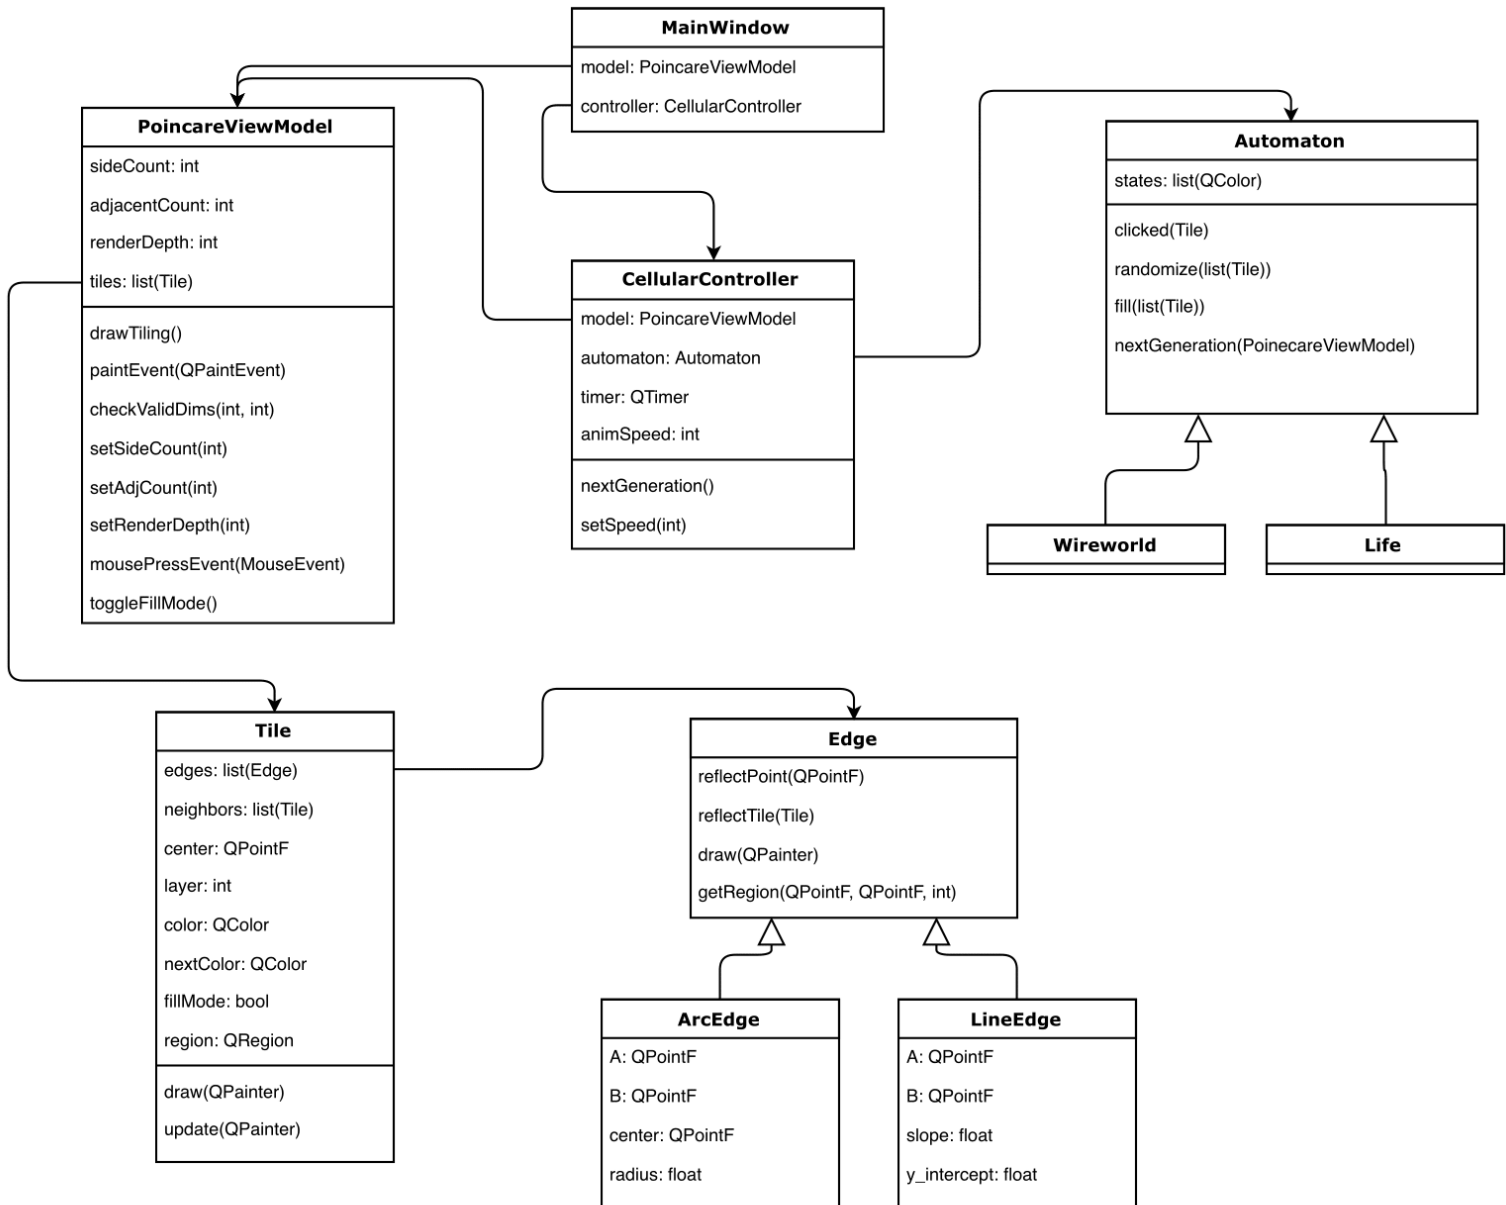 MainWindow
model: PoincareViewModel
controller: CellularController
PoincareViewModel
sideCount: int
adjacentCount: int
renderDepth: int
tiles: list(Tile)
drawTiling()
paintEvent(QPaintEvent)
checkValidDims(int, int)
setSideCount(int)
setAdjCount(int)
setRenderDepth(int)
mousePressEvent(MouseEvent)
toggleFillMode()
CellularController
model: PoincareViewModel
automaton: Automaton
timer: QTimer
animSpeed: int
nextGeneration()
setSpeed(int)
Automaton
states: list(QColor)
clicked(Tile)
randomize(list(Tile))
fill(list(Tile))
nextGeneration(PoinecareViewModel)
Wireworld
Life
Tile
edges: list(Edge)
neighbors: list(Tile)
center: QPointF
layer: int
color: QColor
nextColor: QColor
fillMode: bool
region: QRegion
draw(QPainter)
update(QPainter)
Edge
reflectPoint(QPointF)
reflectTile(Tile)
draw(QPainter)
getRegion(QPointF, QPointF, int)
ArcEdge
A: QPointF
B: QPointF
center: QPointF
radius: float
LineEdge
A: QPointF
B: QPointF
slope: float
y_intercept: float